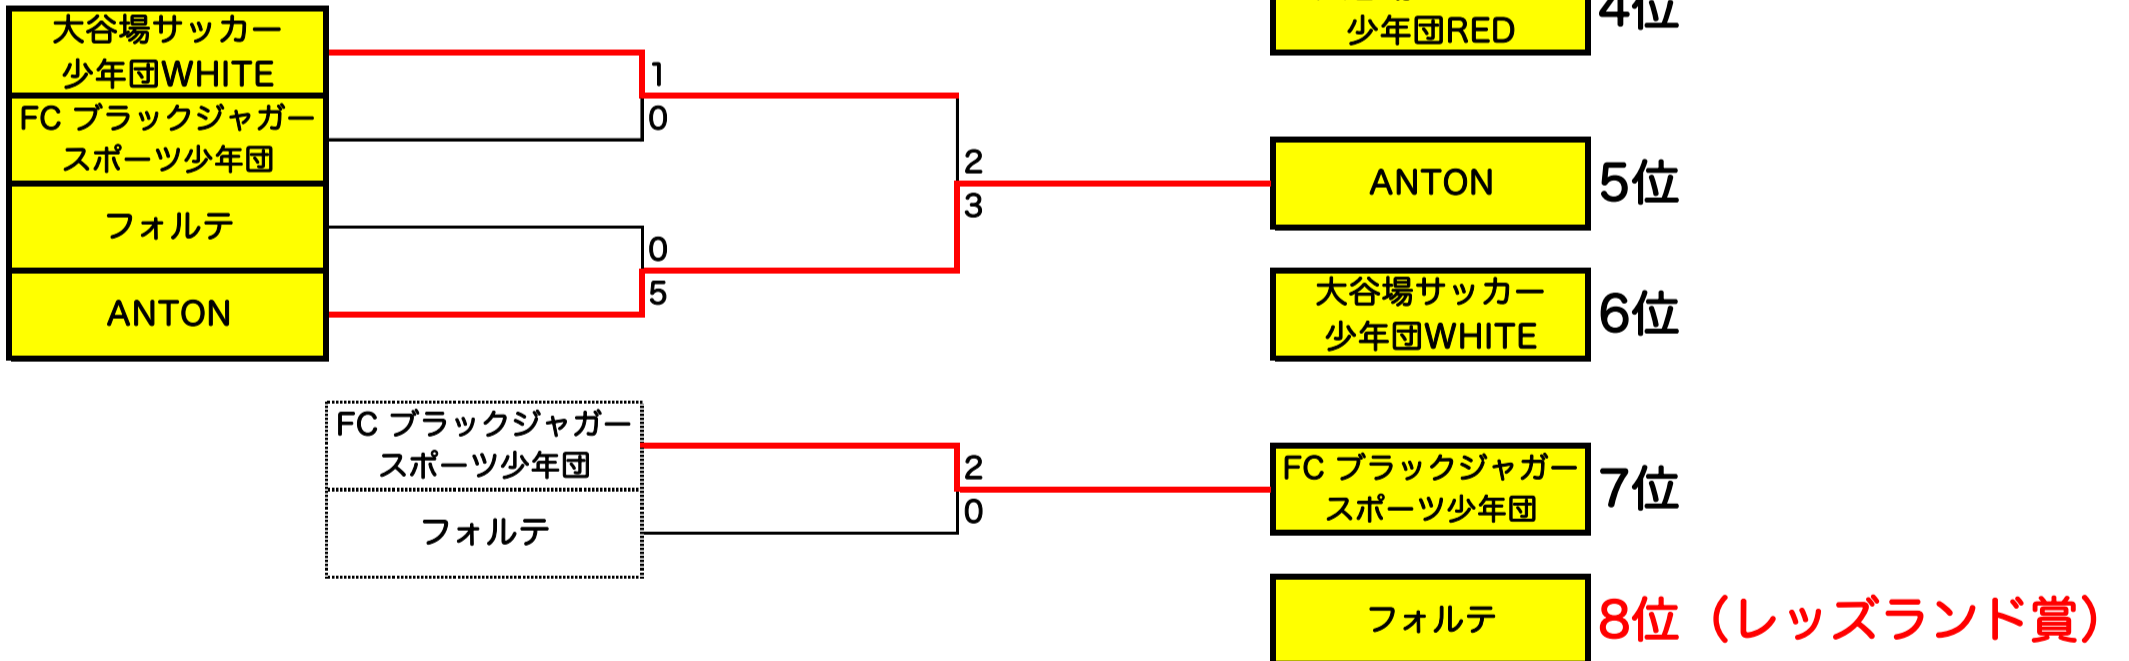 少年団RED
4位
大谷場サッカー
少年団WHITE
1
FC ブラックジャガー
スポーツ少年団
0
2
ANTON
5位
3
フォルテ
0
ANTON
5
大谷場サッカー
少年団WHITE
6位
FC ブラックジャガー
スポーツ少年団
2
FC ブラックジャガー
スポーツ少年団
7位
フォルテ
0
フォルテ
8位（レッズランド賞）